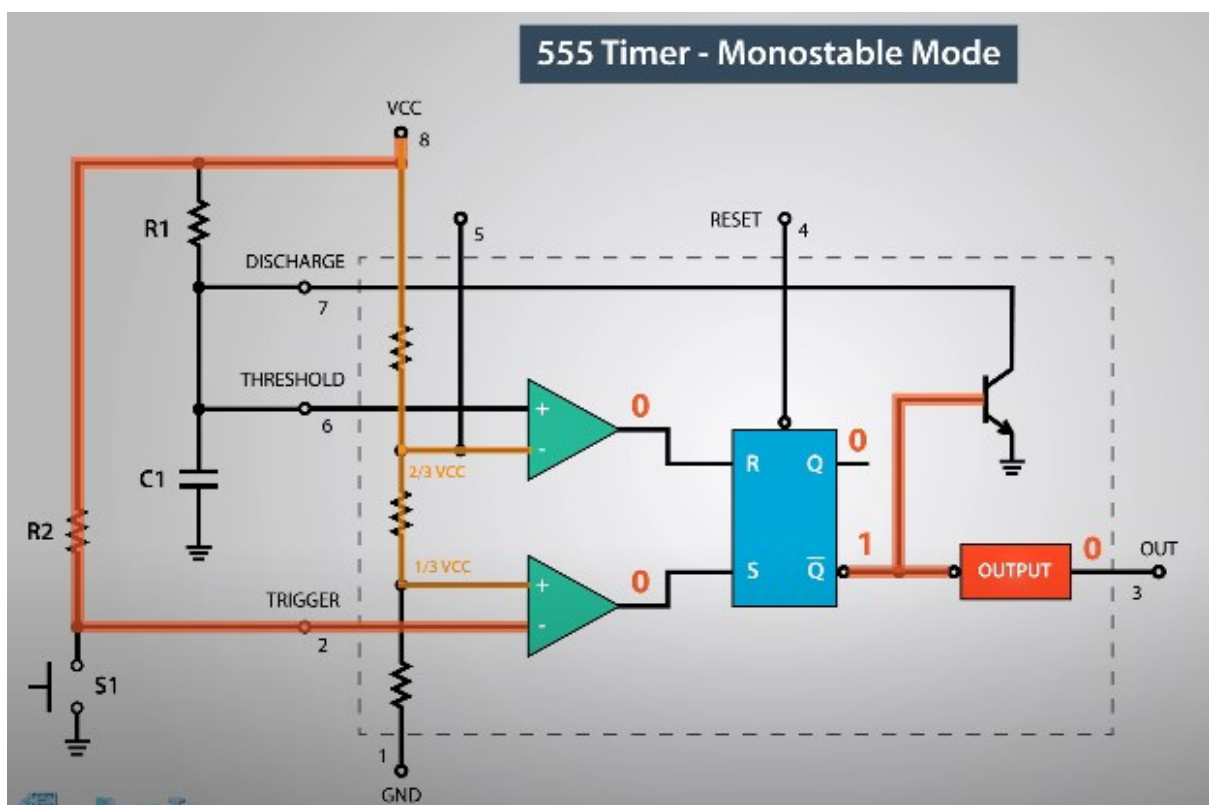 555 Timer - Monostable Mode
VCC
8
R1
5
RESET
4
DISCHARGE
7
THRESHOLD
6
+
-
0
R
Q
0
2/3 VCC
C1
R2
1/3 VCC
+
-
0
S
Q̅
1
OUTPUT
0
OUT
3
TRIGGER
2
S1
1
GND